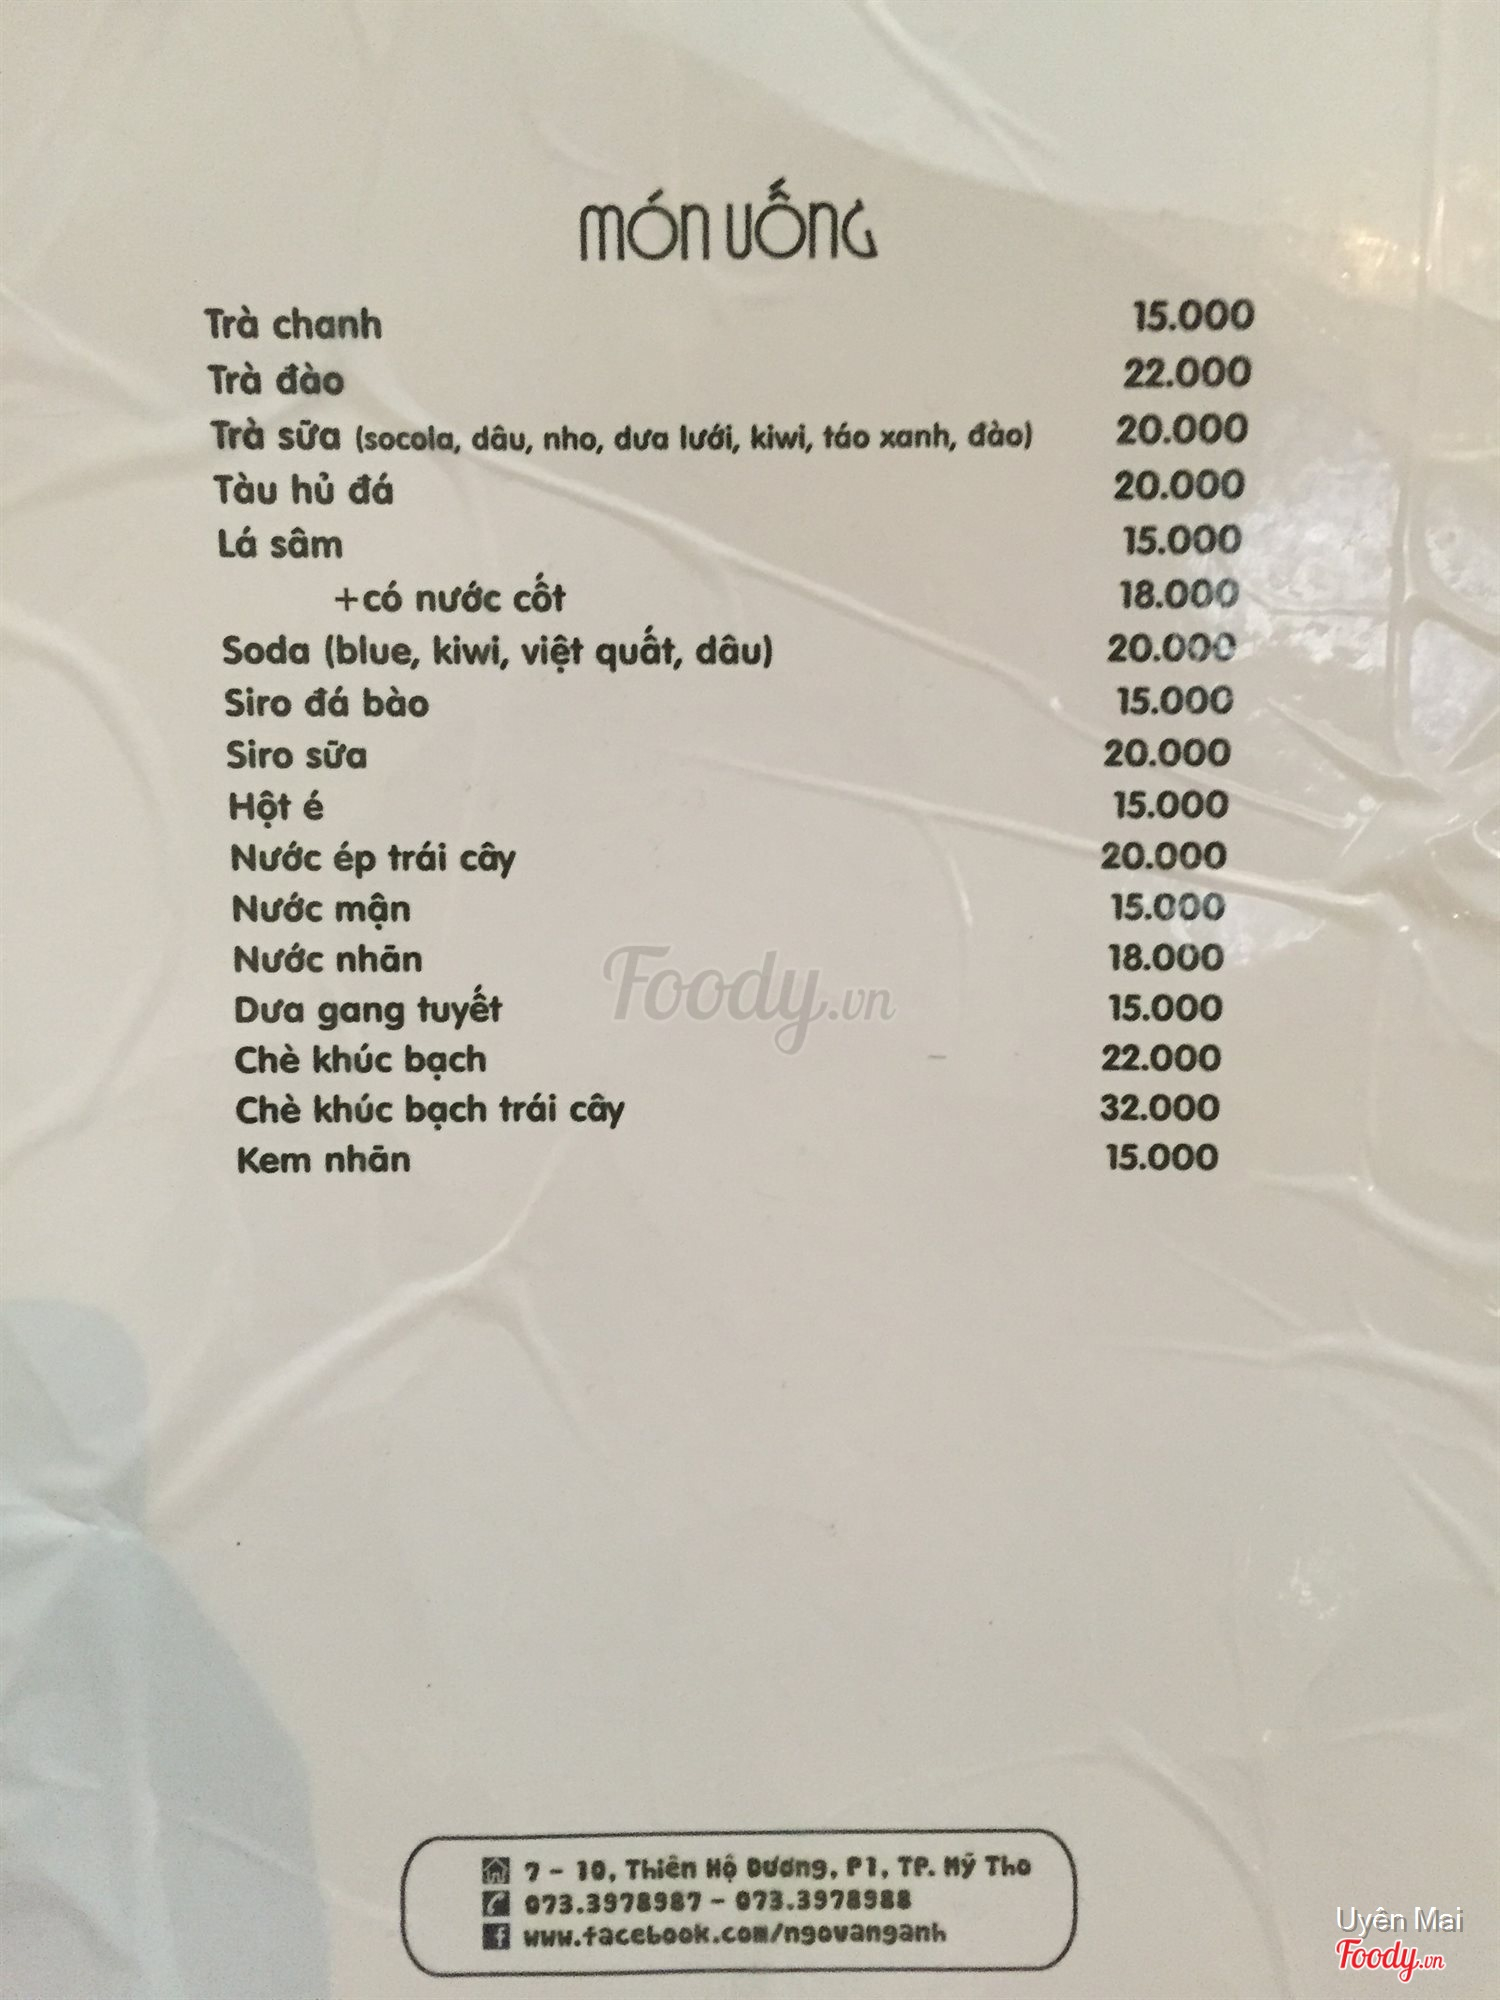 MÓN UỐNG
Trà chanh 15.000
Trà đào 22.000
Trà sữa (socola, dâu, nho, dưa lưới, kiwi, táo xanh, đào) 20.000
Tàu hủ đá 20.000
Lá sâm 15.000
+có nước cốt 18.000
Soda (blue, kiwi, việt quất, dâu) 20.000
Siro đá bào 15.000
Siro sữa 20.000
Hột é 15.000
Nước ép trái cây 20.000
Nước mận 15.000
Nước nhãn 18.000
Foody.vn
Dưa gang tuyết 15.000
Chè khúc bạch 22.000
Chè khúc bạch trái cây 32.000
Kem nhãn 15.000
7 - 10, Thiên Hộ Dương, P1, TP. Mỹ Tho
073.3978987 - 073.3978988
www.facebook.com/ngovanganh
Uyên Mai
Foody.vn